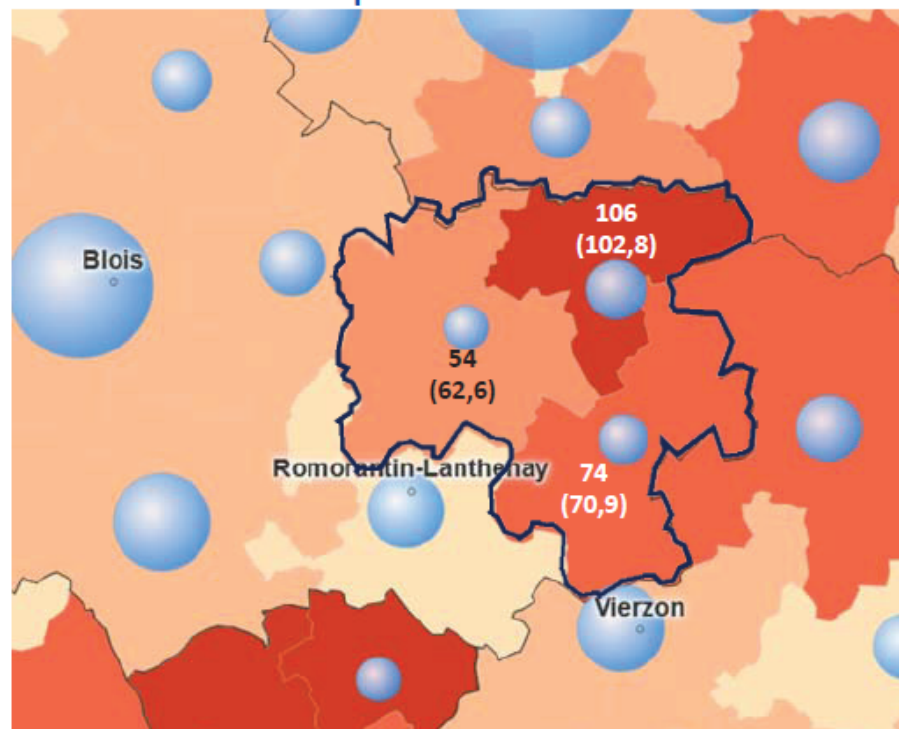 106
(102,8)
Blois
54
(62,6)
Romorantin-Lanthenay
74
(70,9)
Vierzon